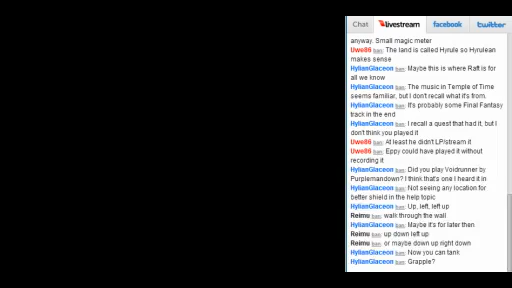 Chat livestream facebook twitter
anyway. Small magic meter
Uwe86 ban: The land is called Hyrule so Hyrulean
makes sense
HylianGlaceon ban: Maybe this is where Raft is for
all we know
HylianGlaceon ban: The music in Temple of Time
seems familiar, but I don't recall what it's from.
HylianGlaceon ban: It's probably some Final Fantasy
track in the end
HylianGlaceon ban: I recall a quest that had it, but I
don't think you played it
Uwe86 ban: At least he didn't LP/stream it
Uwe86 ban: Eppy could have played it without
recording it
HylianGlaceon ban: Did you play Voidrunner by
Purplemandown? I think that's one I heard it in
HylianGlaceon ban: Not seeing any location for
better shield in the help topic
HylianGlaceon ban: Up, left, left up
Reimu ban: walk through the wall
HylianGlaceon ban: Maybe it's for later then
Reimu ban: up down left up
Reimu ban: or maybe down up right down
HylianGlaceon ban: Now you can tank
HylianGlaceon ban: Grapple?